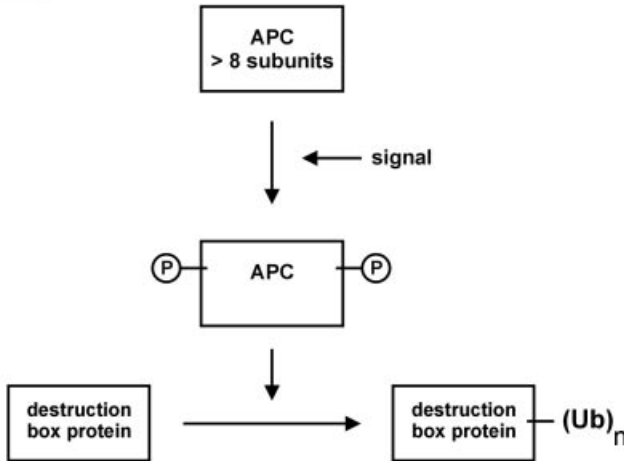 APC
> 8 subunits
signal
P
APC
P
destruction
box protein
destruction
box protein
(Ub)n